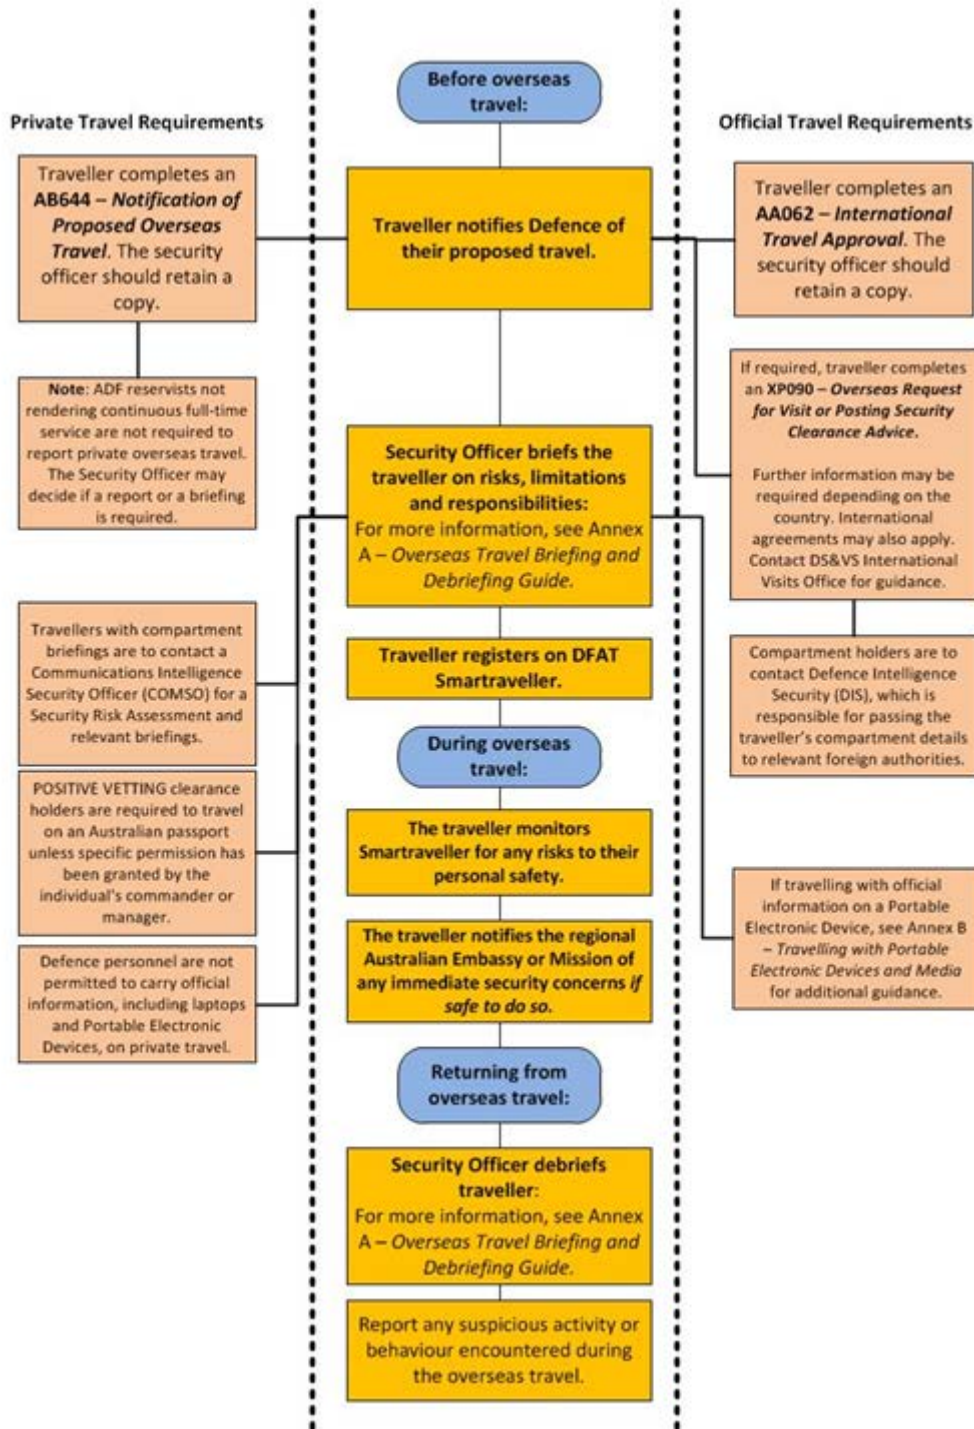 Before overseas
travel:
Private Travel Requirements
Official Travel Requirements
Traveller completes an
AB644 – Notification of
Proposed Overseas
Travel. The security
officer should retain a
copy.
Traveller notifies Defence of
their proposed travel.
Traveller completes an
AA062 – International
Travel Approval. The
security officer should
retain a copy.
Note: ADF reservists not
rendering continuous full-time
service are not required to
report private overseas travel.
The Security Officer may
decide if a report or a briefing
is required.
If required, traveller completes
an XP090 – Overseas Request
for Visit or Posting Security
Clearance Advice.
Further information may be
required depending on the
country. International
agreements may also apply.
Contact DS&VS International
Visits Office for guidance.
Security Officer briefs the
traveller on risks, limitations
and responsibilities:
For more information, see Annex
A – Overseas Travel Briefing and
Debriefing Guide.
Travellers with compartment
briefings are to contact a
Communications Intelligence
Security Officer (COMSO) for a
Security Risk Assessment and
relevant briefings.
Traveller registers on DFAT
Smartraveller.
Compartment holders are to
contact Defence Intelligence
Security (DIS), which is
responsible for passing the
traveller's compartment details
to relevant foreign authorities.
During overseas
travel:
POSITIVE VETTING clearance
holders are required to travel
on an Australian passport
unless specific permission has
been granted by the
individual's commander or
manager.
The traveller monitors
Smartraveller for any risks to their
personal safety.
If travelling with official
information on a Portable
Electronic Device, see Annex B
– Travelling with Portable
Electronic Devices and Media
for additional guidance.
The traveller notifies the regional
Australian Embassy or Mission of
any immediate security concerns if
safe to do so.
Defence personnel are not
permitted to carry official
information, including laptops
and Portable Electronic
Devices, on private travel.
Returning from
overseas travel:
Security Officer debriefs
traveller:
For more information, see Annex
A – Overseas Travel Briefing and
Debriefing Guide.
Report any suspicious activity or
behaviour encountered during
the overseas travel.